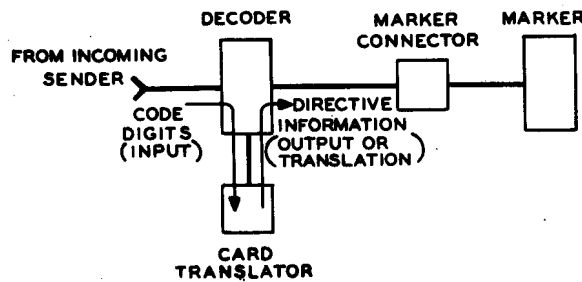 DECODER
MARKER
CONNECTOR
MARKER
FROM INCOMING
SENDER
CODE
DIGITS
(INPUT)
DIRECTIVE
INFORMATION
(OUTPUT OR
TRANSLATION)
CARD
TRANSLATOR